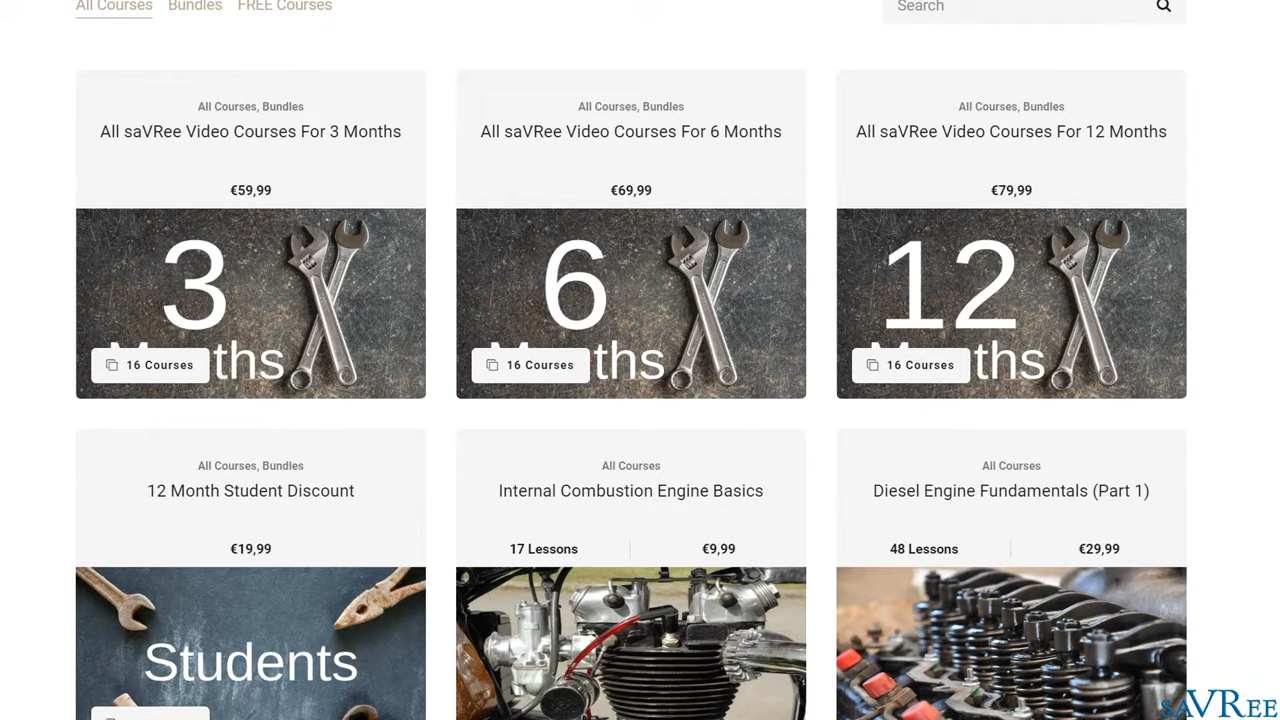 All Courses Bundles FREE Courses
Search
All Courses, Bundles
All saVRee Video Courses For 3 Months
€59,99
3
16 Courses
All Courses, Bundles
All saVRee Video Courses For 6 Months
€69,99
6
16 Courses
All Courses, Bundles
All saVRee Video Courses For 12 Months
€79,99
12
16 Courses
All Courses, Bundles
12 Month Student Discount
€19,99
Students
All Courses
Internal Combustion Engine Basics
17 Lessons €9,99
All Courses
Diesel Engine Fundamentals (Part 1)
48 Lessons €29,99
saVRee